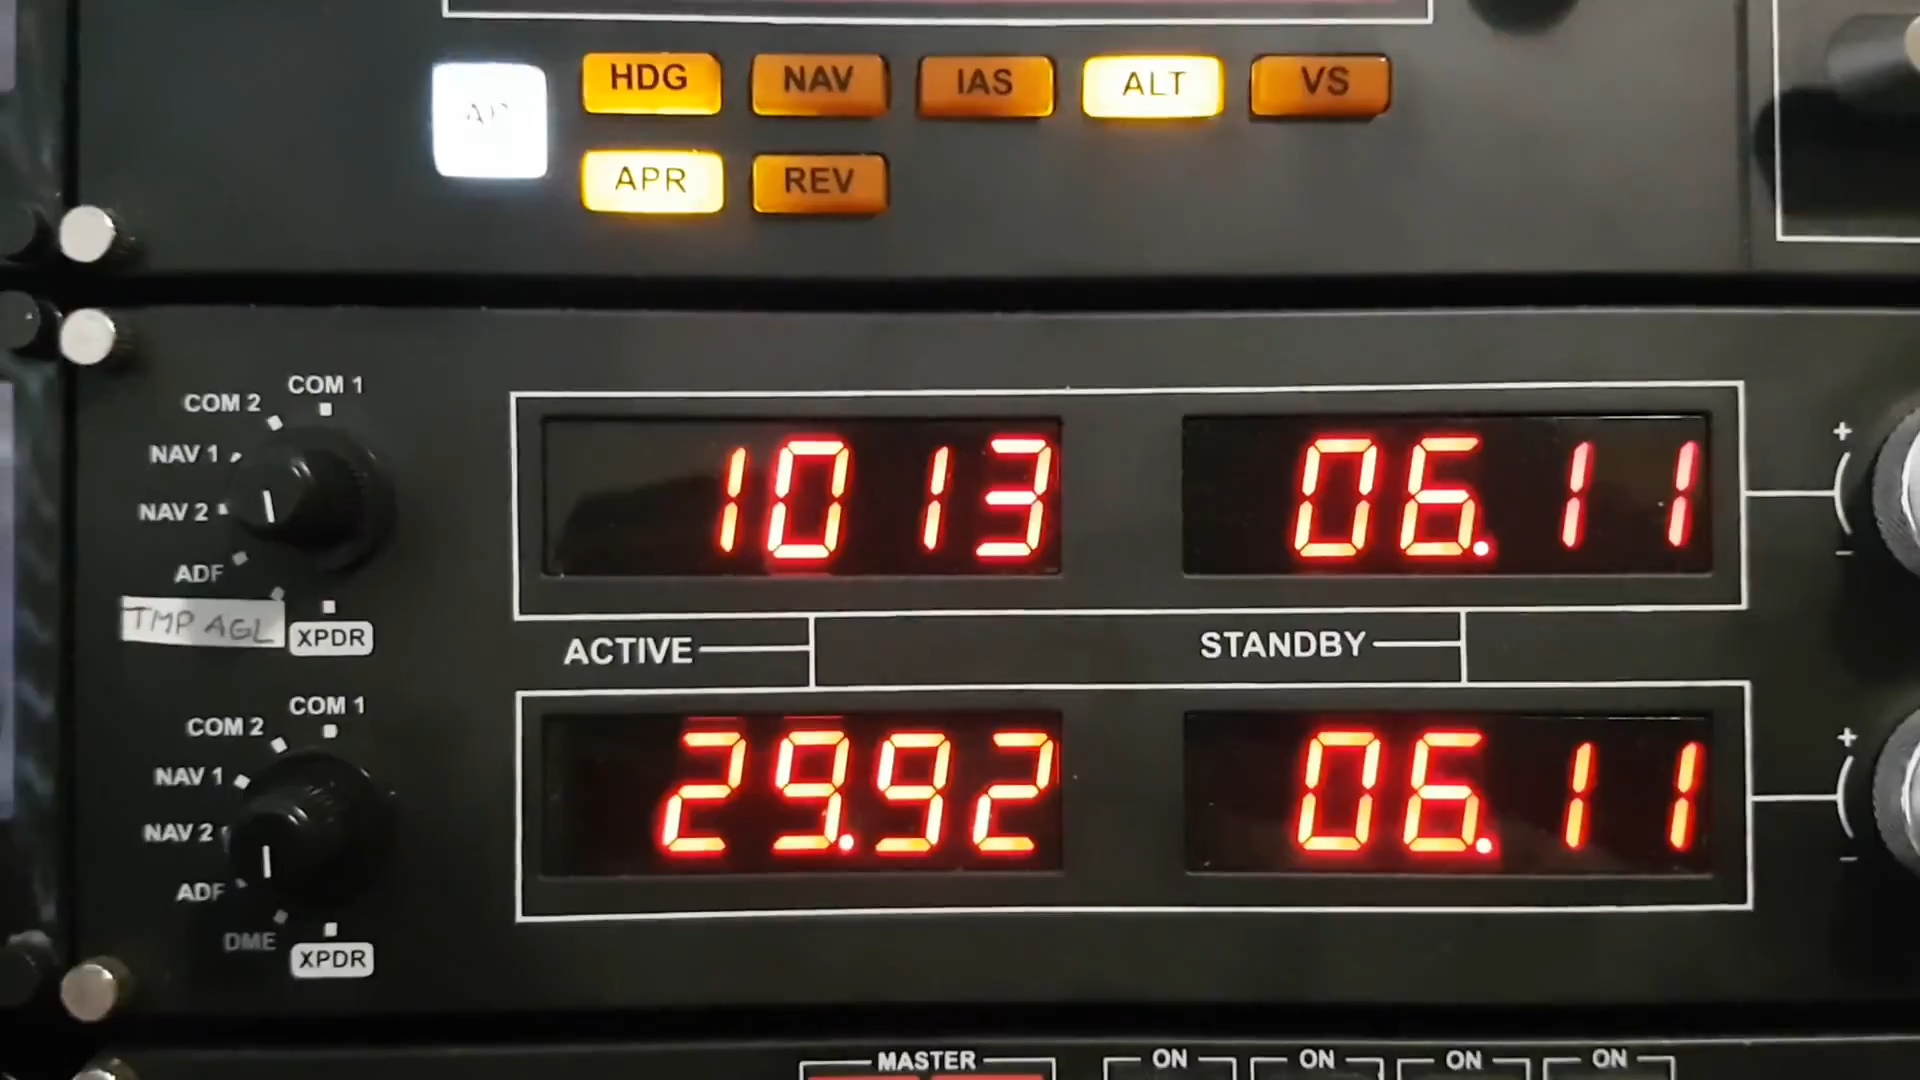 HDG NAV IAS ALT VS
APR REV
COM 1
COM 2
NAV 1
NAV 2
ADF
TMP AGL
XPDR
1013
06.11
ACTIVE
STANDBY
+
−
COM 1
COM 2
NAV 1
NAV 2
ADF
DME
XPDR
29.92
06.11
+
−
MASTER ON ON ON ON